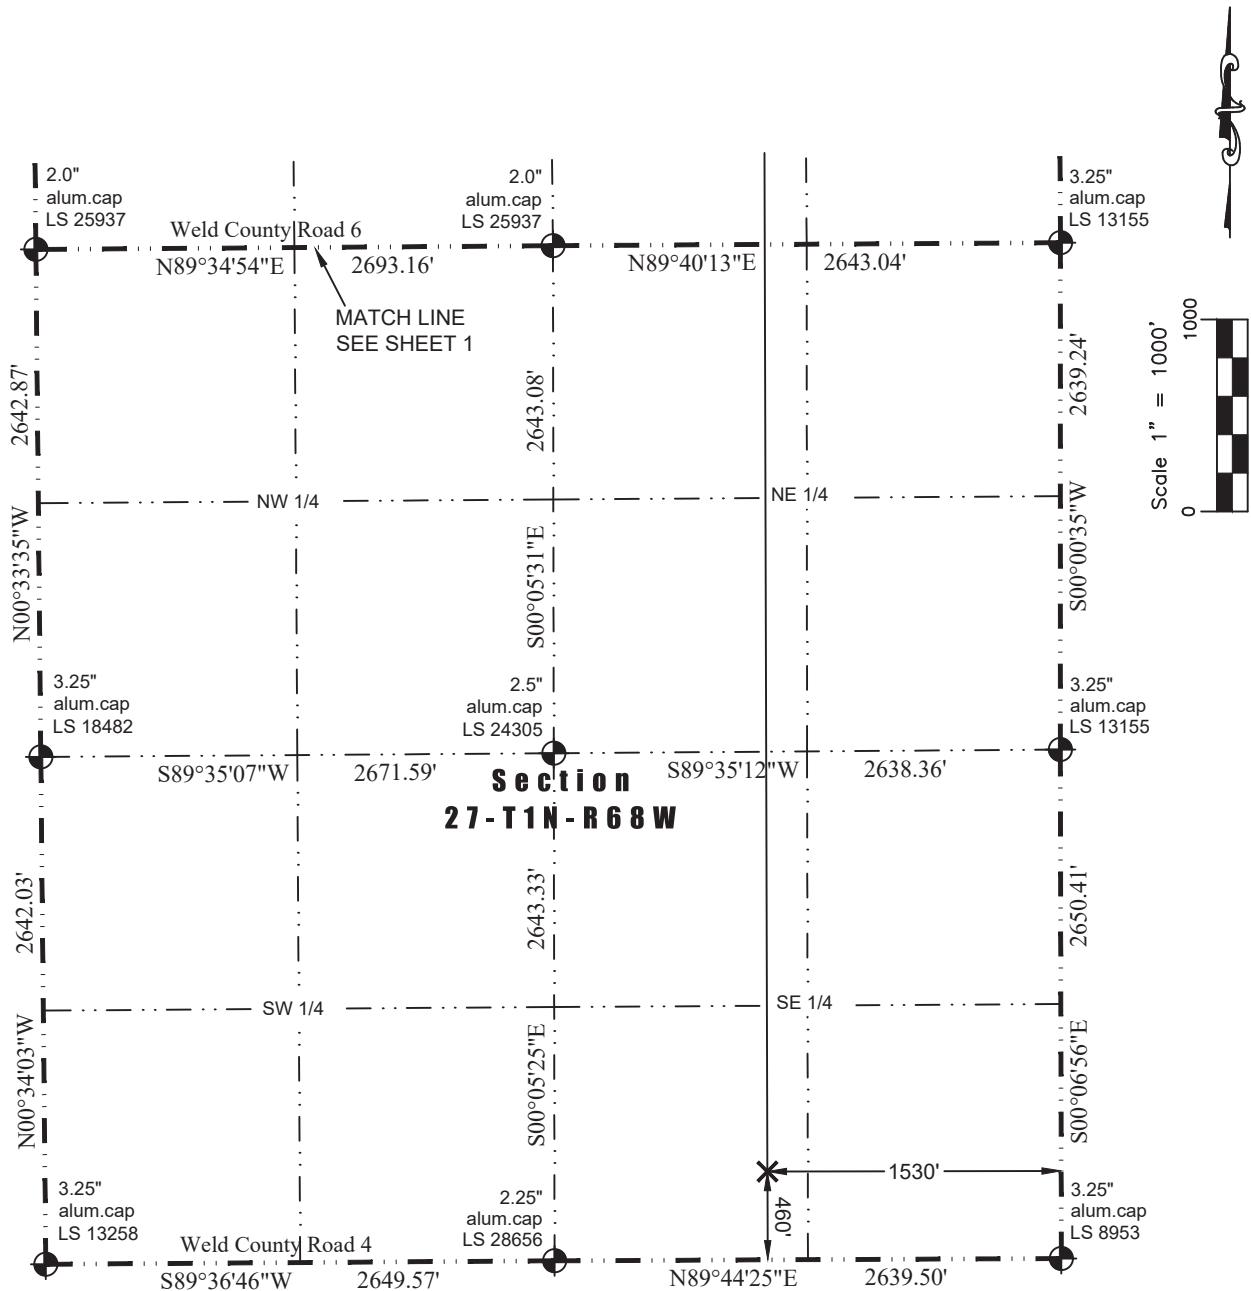 2.0"
alum.cap
LS 25937
2.0"
alum.cap
LS 25937
3.25"
alum.cap
LS 13155
Weld County Road 6
N89°34'54"E
2693.16'
N89°40'13"E
2643.04'
MATCH LINE
SEE SHEET 1
1000
Scale 1" = 1000'
0
2642.87'
2643.08'
2639.24'
NW 1/4
NE 1/4
N00°33'35"W
S00°05'31"E
S00°00'35"W
3.25"
alum.cap
LS 18482
2.5"
alum.cap
LS 24305
3.25"
alum.cap
LS 13155
S89°35'07"W
2671.59'
S89°35'12"W
2638.36'
Section
27-T1N-R68W
2642.03'
2643.33'
2650.41'
SW 1/4
SE 1/4
N00°34'03"W
S00°05'25"E
S00°06'56"E
1530'
460'
3.25"
alum.cap
LS 13258
2.25"
alum.cap
LS 28656
3.25"
alum.cap
LS 8953
Weld County Road 4
S89°36'46"W
2649.57'
N89°44'25"E
2639.50'